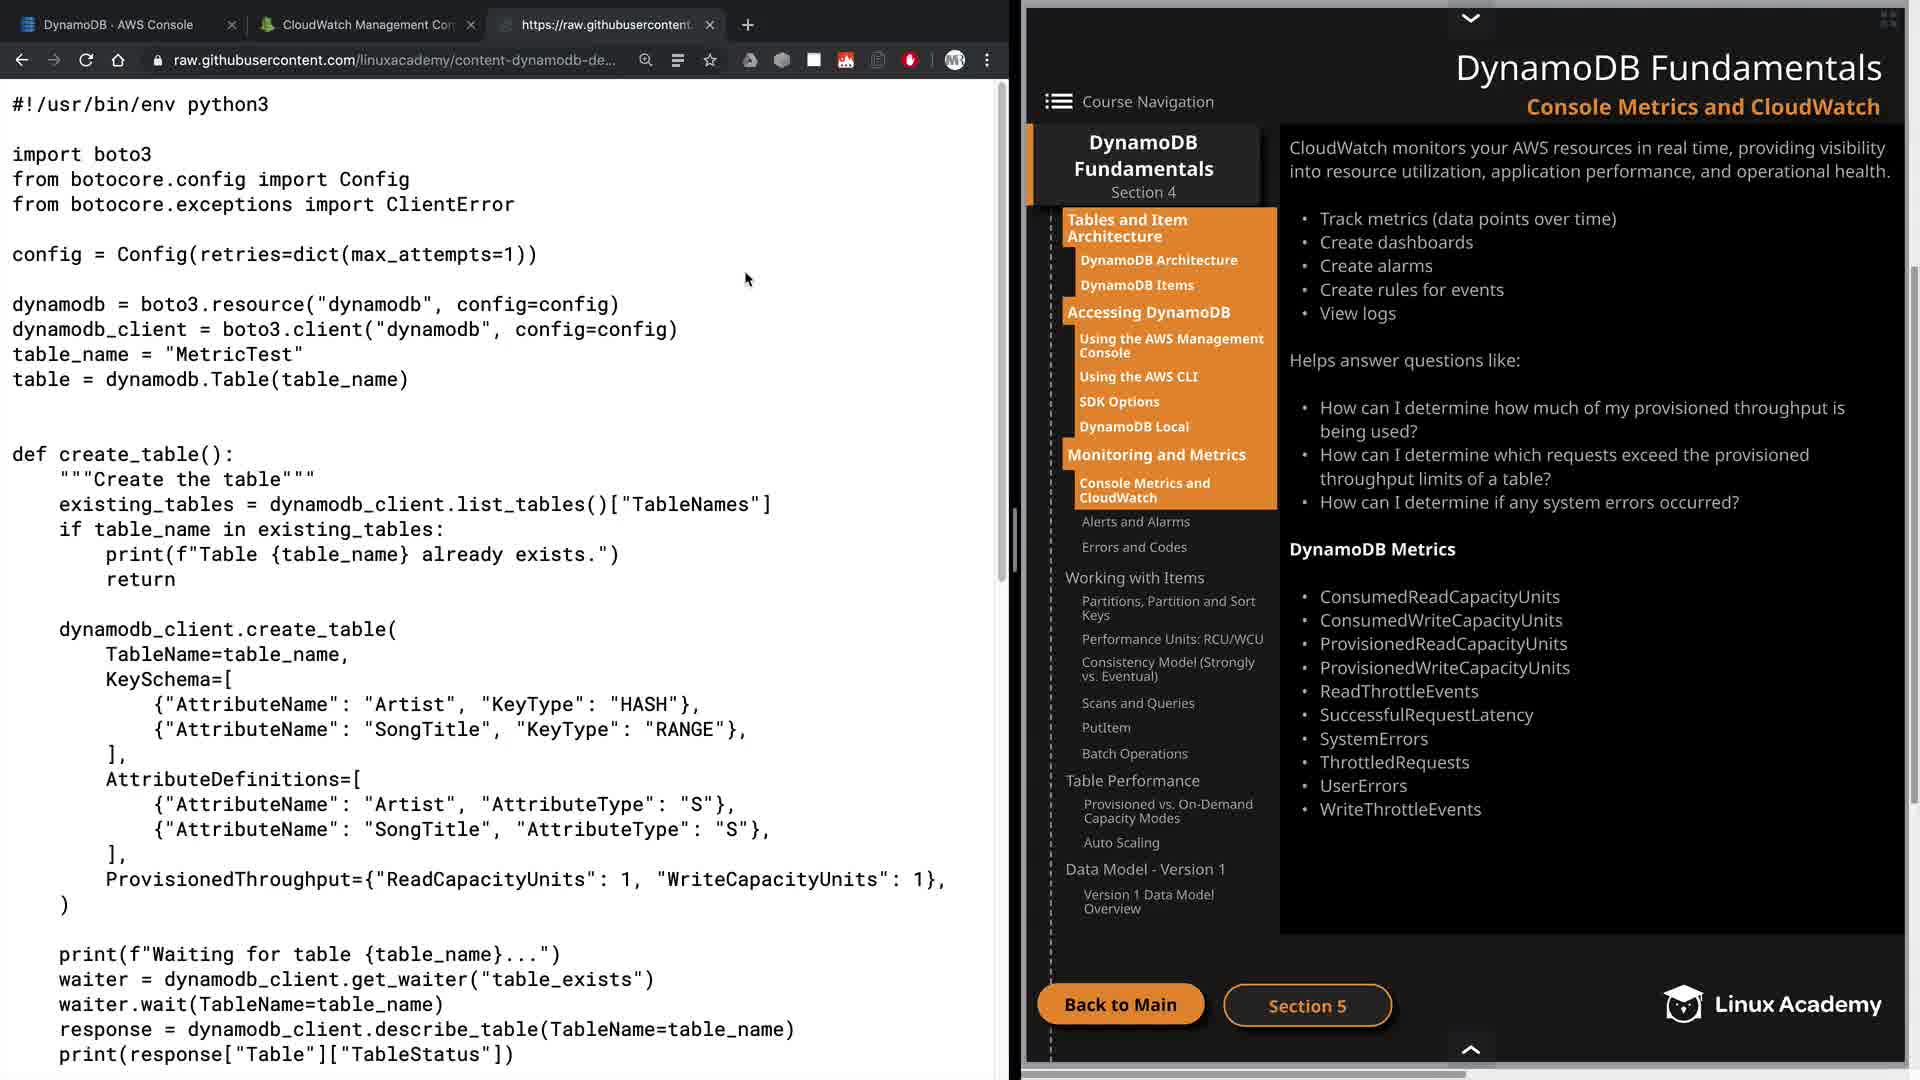 DynamoDB · AWS Console
CloudWatch Management Con
https://raw.githubusercontent.
raw.githubusercontent.com/linuxacademy/content-dynamodb-de...
#!/usr/bin/env python3
import boto3
from botocore.config import Config
from botocore.exceptions import ClientError
config = Config(retries=dict(max_attempts=1))
dynamodb = boto3.resource("dynamodb", config=config)
dynamodb_client = boto3.client("dynamodb", config=config)
table_name = "MetricTest"
table = dynamodb.Table(table_name)
def create_table():
    """Create the table"""
    existing_tables = dynamodb_client.list_tables()["TableNames"]
    if table_name in existing_tables:
        print(f"Table {table_name} already exists.")
        return
    dynamodb_client.create_table(
        TableName=table_name,
        KeySchema=[
            {"AttributeName": "Artist", "KeyType": "HASH"},
            {"AttributeName": "SongTitle", "KeyType": "RANGE"},
        ],
        AttributeDefinitions=[
            {"AttributeName": "Artist", "AttributeType": "S"},
            {"AttributeName": "SongTitle", "AttributeType": "S"},
        ],
        ProvisionedThroughput={"ReadCapacityUnits": 1, "WriteCapacityUnits": 1},
    )
    print(f"Waiting for table {table_name}...")
    waiter = dynamodb_client.get_waiter("table_exists")
    waiter.wait(TableName=table_name)
    response = dynamodb_client.describe_table(TableName=table_name)
    print(response["Table"]["TableStatus"])
DynamoDB Fundamentals
Console Metrics and CloudWatch
Course Navigation
DynamoDB
Fundamentals
Section 4
Tables and Item
Architecture
DynamoDB Architecture
DynamoDB Items
Accessing DynamoDB
Using the AWS Management
Console
Using the AWS CLI
SDK Options
DynamoDB Local
Monitoring and Metrics
Console Metrics and
CloudWatch
Alerts and Alarms
Errors and Codes
Working with Items
Partitions, Partition and Sort
Keys
Performance Units: RCU/WCU
Consistency Model (Strongly
vs. Eventual)
Scans and Queries
PutItem
Batch Operations
Table Performance
Provisioned vs. On-Demand
Capacity Modes
Auto Scaling
Data Model - Version 1
Version 1 Data Model
Overview
CloudWatch monitors your AWS resources in real time, providing visibility
into resource utilization, application performance, and operational health.
• Track metrics (data points over time)
• Create dashboards
• Create alarms
• Create rules for events
• View logs
Helps answer questions like:
• How can I determine how much of my provisioned throughput is
being used?
• How can I determine which requests exceed the provisioned
throughput limits of a table?
• How can I determine if any system errors occurred?
DynamoDB Metrics
• ConsumedReadCapacityUnits
• ConsumedWriteCapacityUnits
• ProvisionedReadCapacityUnits
• ProvisionedWriteCapacityUnits
• ReadThrottleEvents
• SuccessfulRequestLatency
• SystemErrors
• ThrottledRequests
• UserErrors
• WriteThrottleEvents
Back to Main
Section 5
Linux Academy